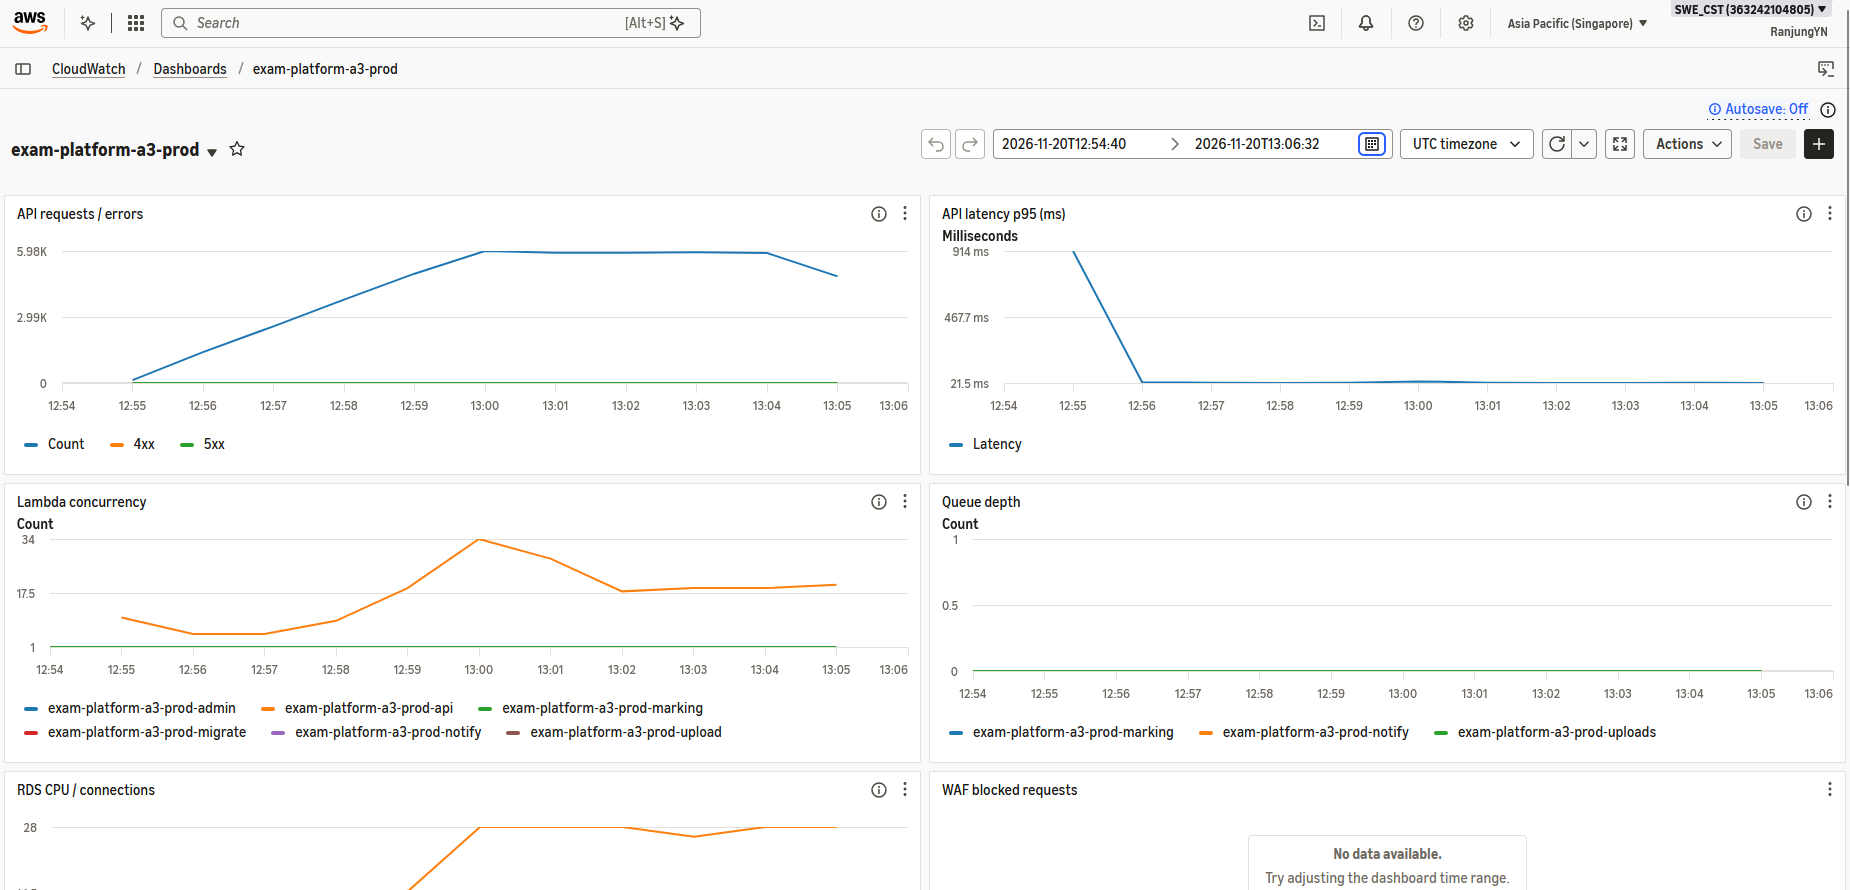 aws
Search
[Alt+S]
Asia Pacific (Singapore)
SWE_CST (363242104805)
RanjungYN
CloudWatch / Dashboards / exam-platform-a3-prod
Autosave: Off
exam-platform-a3-prod
2026-11-20T12:54:40
2026-11-20T13:06:32
UTC timezone
Actions
Save
API requests / errors
5.98K
2.99K
0
12:54 12:55 12:56 12:57 12:58 12:59 13:00 13:01 13:02 13:03 13:04 13:05 13:06
Count 4xx 5xx
API latency p95 (ms)
Milliseconds
914 ms
467.7 ms
21.5 ms
12:54 12:55 12:56 12:57 12:58 12:59 13:00 13:01 13:02 13:03 13:04 13:05 13:06
Latency
Lambda concurrency
Count
34
17.5
1
12:54 12:55 12:56 12:57 12:58 12:59 13:00 13:01 13:02 13:03 13:04 13:05 13:06
exam-platform-a3-prod-admin exam-platform-a3-prod-api exam-platform-a3-prod-marking
exam-platform-a3-prod-migrate exam-platform-a3-prod-notify exam-platform-a3-prod-upload
Queue depth
Count
1
0.5
0
12:54 12:55 12:56 12:57 12:58 12:59 13:00 13:01 13:02 13:03 13:04 13:05 13:06
exam-platform-a3-prod-marking exam-platform-a3-prod-notify exam-platform-a3-prod-uploads
RDS CPU / connections
28
WAF blocked requests
No data available.
Try adjusting the dashboard time range.